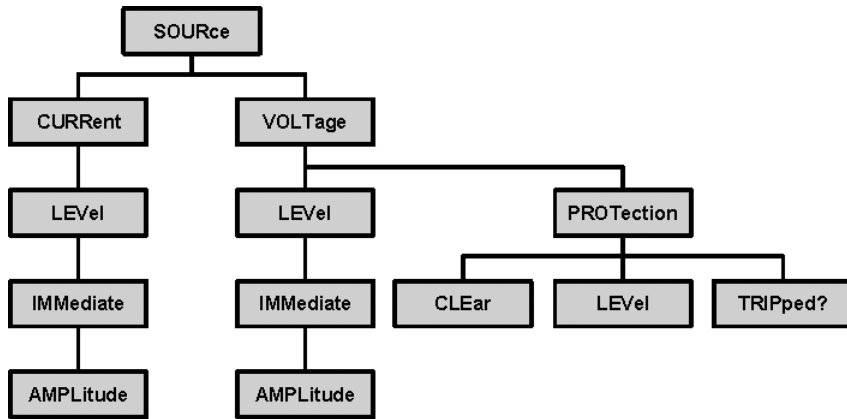 SOURce
CURRent
VOLTage
LEVel
LEVel
PROTection
IMMediate
IMMediate
CLEar
LEVel
TRIPped?
AMPLitude
AMPLitude